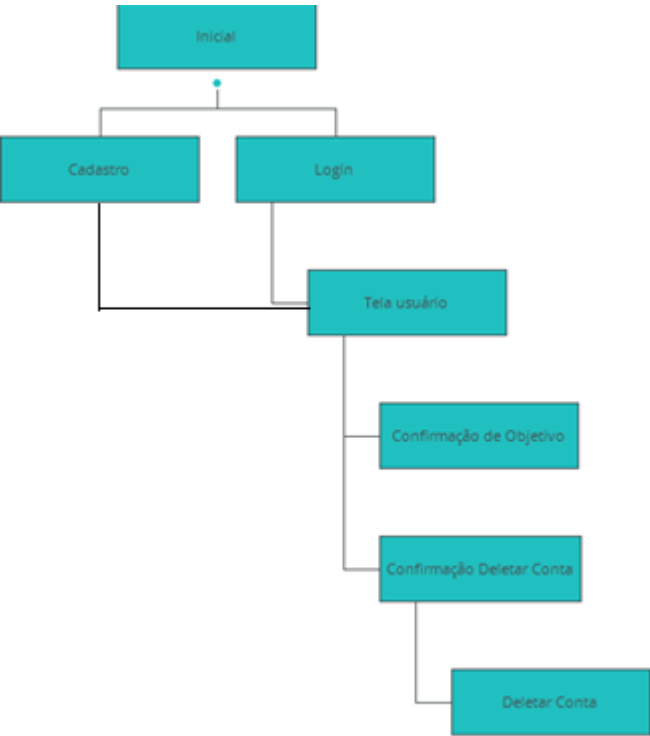 Inicial
Cadastro
Login
Tela usuário
Confirmação de Objetivo
Confirmação Deletar Conta
Deletar Conta